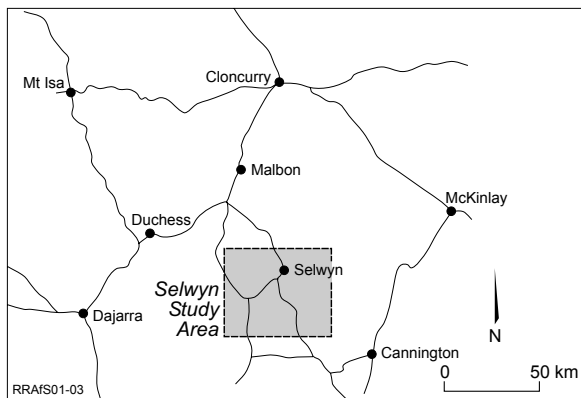 Cloncurry
Mt Isa
Malbon
McKinlay
Duchess
Selwyn
Selwyn
Study
Area
Dajarra
N
Cannington
0 50 km
RRAfS01-03